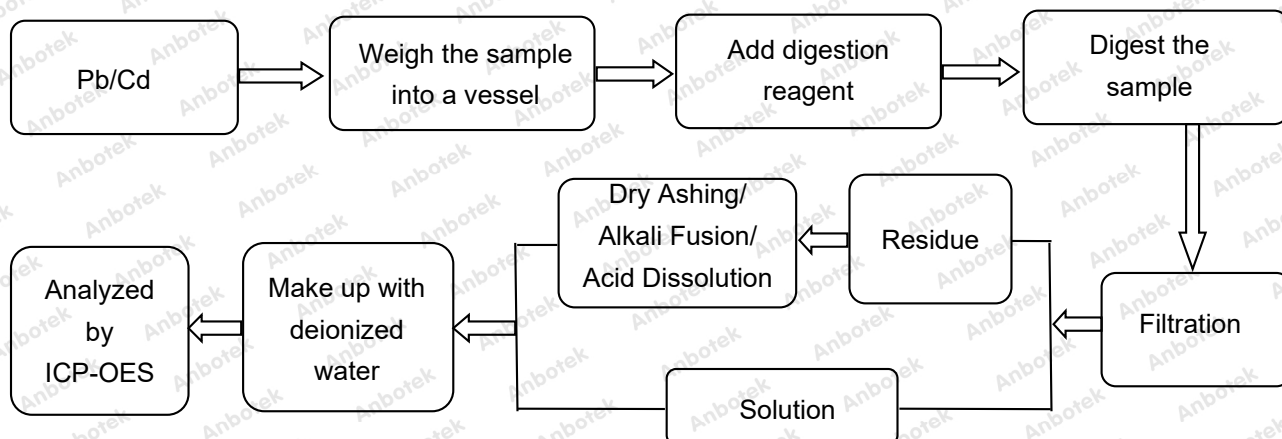 Pb/Cd
Weigh the sample
into a vessel
Add digestion
reagent
Digest the
sample
Filtration
Residue
Dry Ashing/
Alkali Fusion/
Acid Dissolution
Solution
Make up with
deionized
water
Analyzed
by
ICP-OES
Anbotek